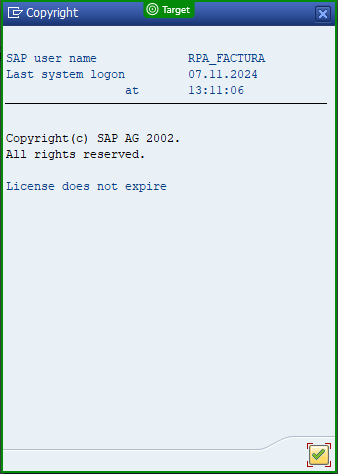 Copyright
Target
SAP user name RPA_FACTURA
Last system logon 07.11.2024
at 13:11:06
Copyright(c) SAP AG 2002.
All rights reserved.
License does not expire